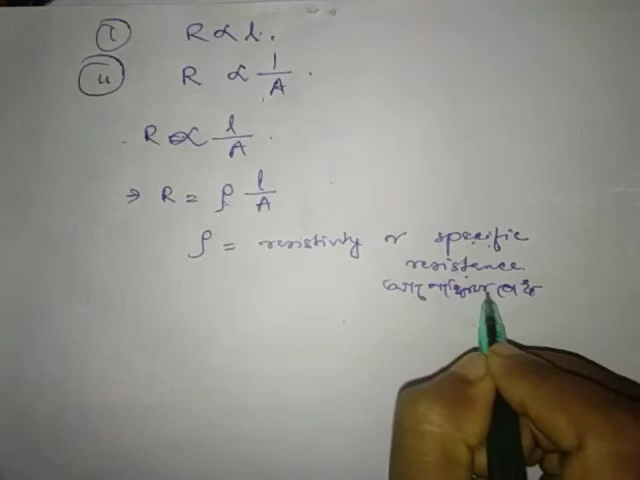 (i) R ∝ l.
(ii) R ∝ 1/A .
R ∝ l/A .
⇒ R = ρ l/A
ρ = resistivity or specific
resistance.